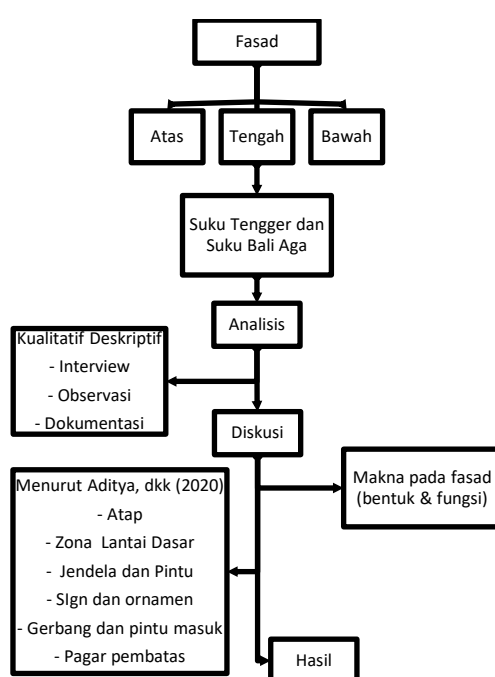 Fasad
Atas
Tengah
Bawah
Suku Tengger dan
Suku Bali Aga
Analisis
Kualitatif Deskriptif
- Interview
- Observasi
- Dokumentasi
Diskusi
Makna pada fasad
(bentuk & fungsi)
Menurut Aditya, dkk (2020)
- Atap
- Zona Lantai Dasar
- Jendela dan Pintu
- SIgn dan ornamen
- Gerbang dan pintu masuk
- Pagar pembatas
Hasil